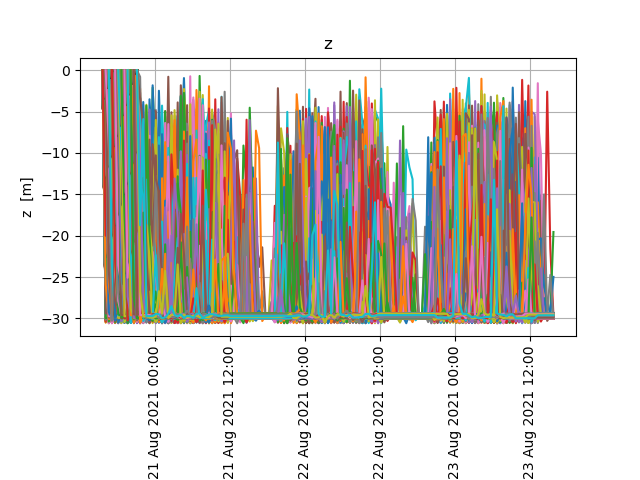 z
0
−5
−10
−15
−20
−25
−30
z [m]
21 Aug 2021 00:00
21 Aug 2021 12:00
22 Aug 2021 00:00
22 Aug 2021 12:00
23 Aug 2021 00:00
23 Aug 2021 12:00